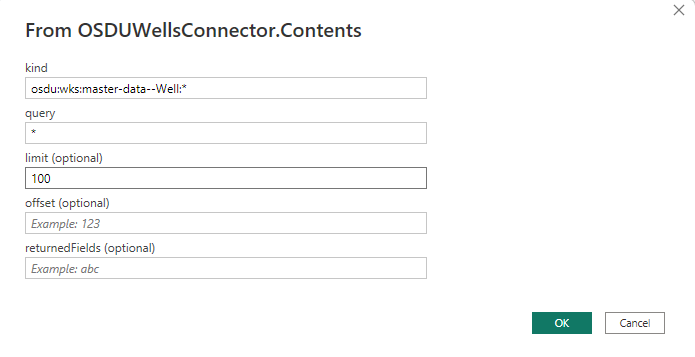 From OSDUWellsConnector.Contents
kind
osdu:wks:master-data--Well:*
query
*
limit (optional)
100
offset (optional)
Example: 123
returnedFields (optional)
Example: abc
OK
Cancel